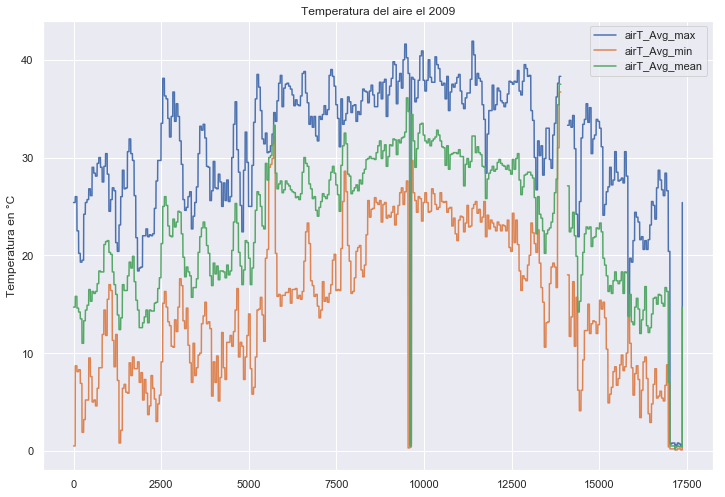 Temperatura del aire el 2009
airT_Avg_max
airT_Avg_min
airT_Avg_mean
Temperatura en °C
40
30
20
10
0
0
2500
5000
7500
10000
12500
15000
17500